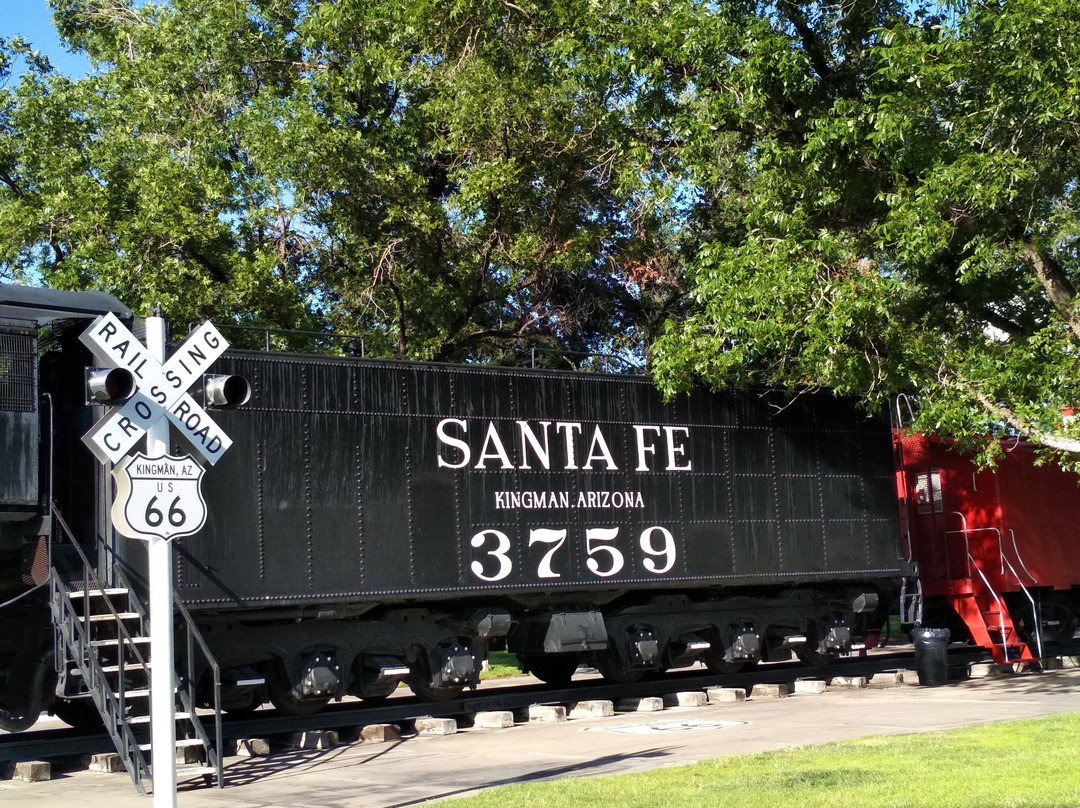 RAILROAD
CROSSING
KINGMAN, AZ
US
66
SANTA FE
KINGMAN, ARIZONA
3759